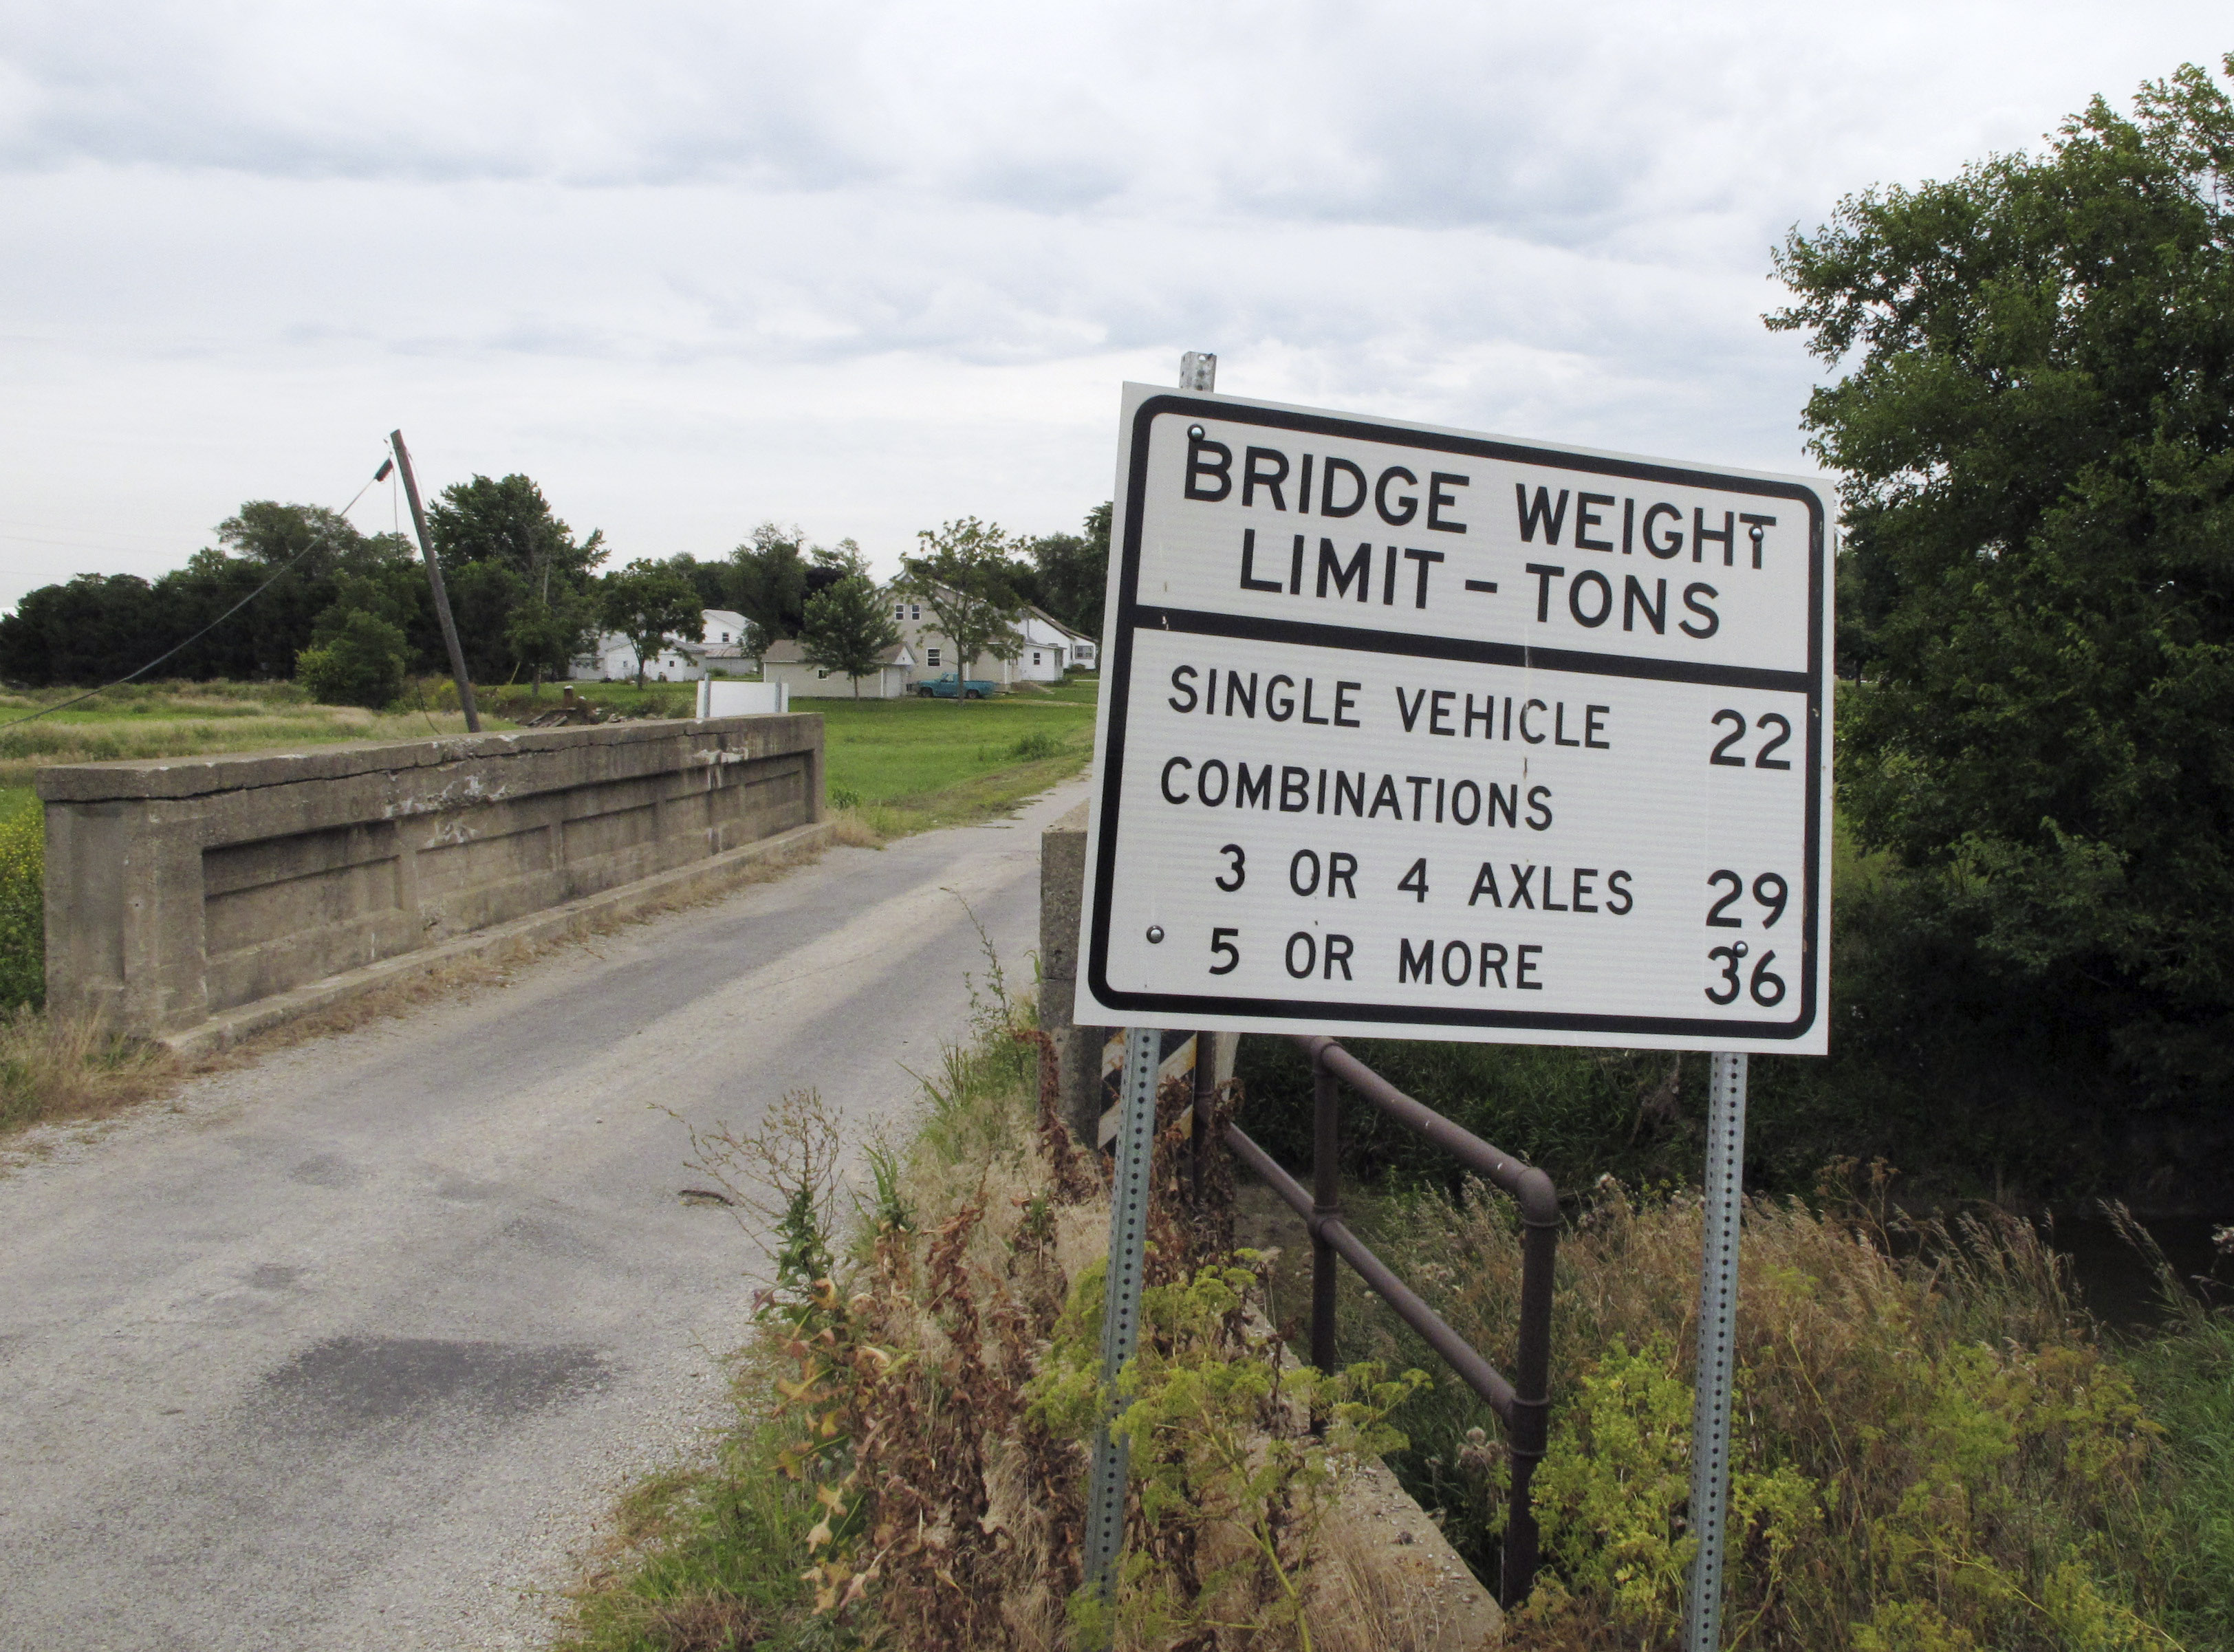 BRIDGE WEIGHT
LIMIT - TONS
SINGLE VEHICLE 22
COMBINATIONS
3 OR 4 AXLES 29
5 OR MORE 36